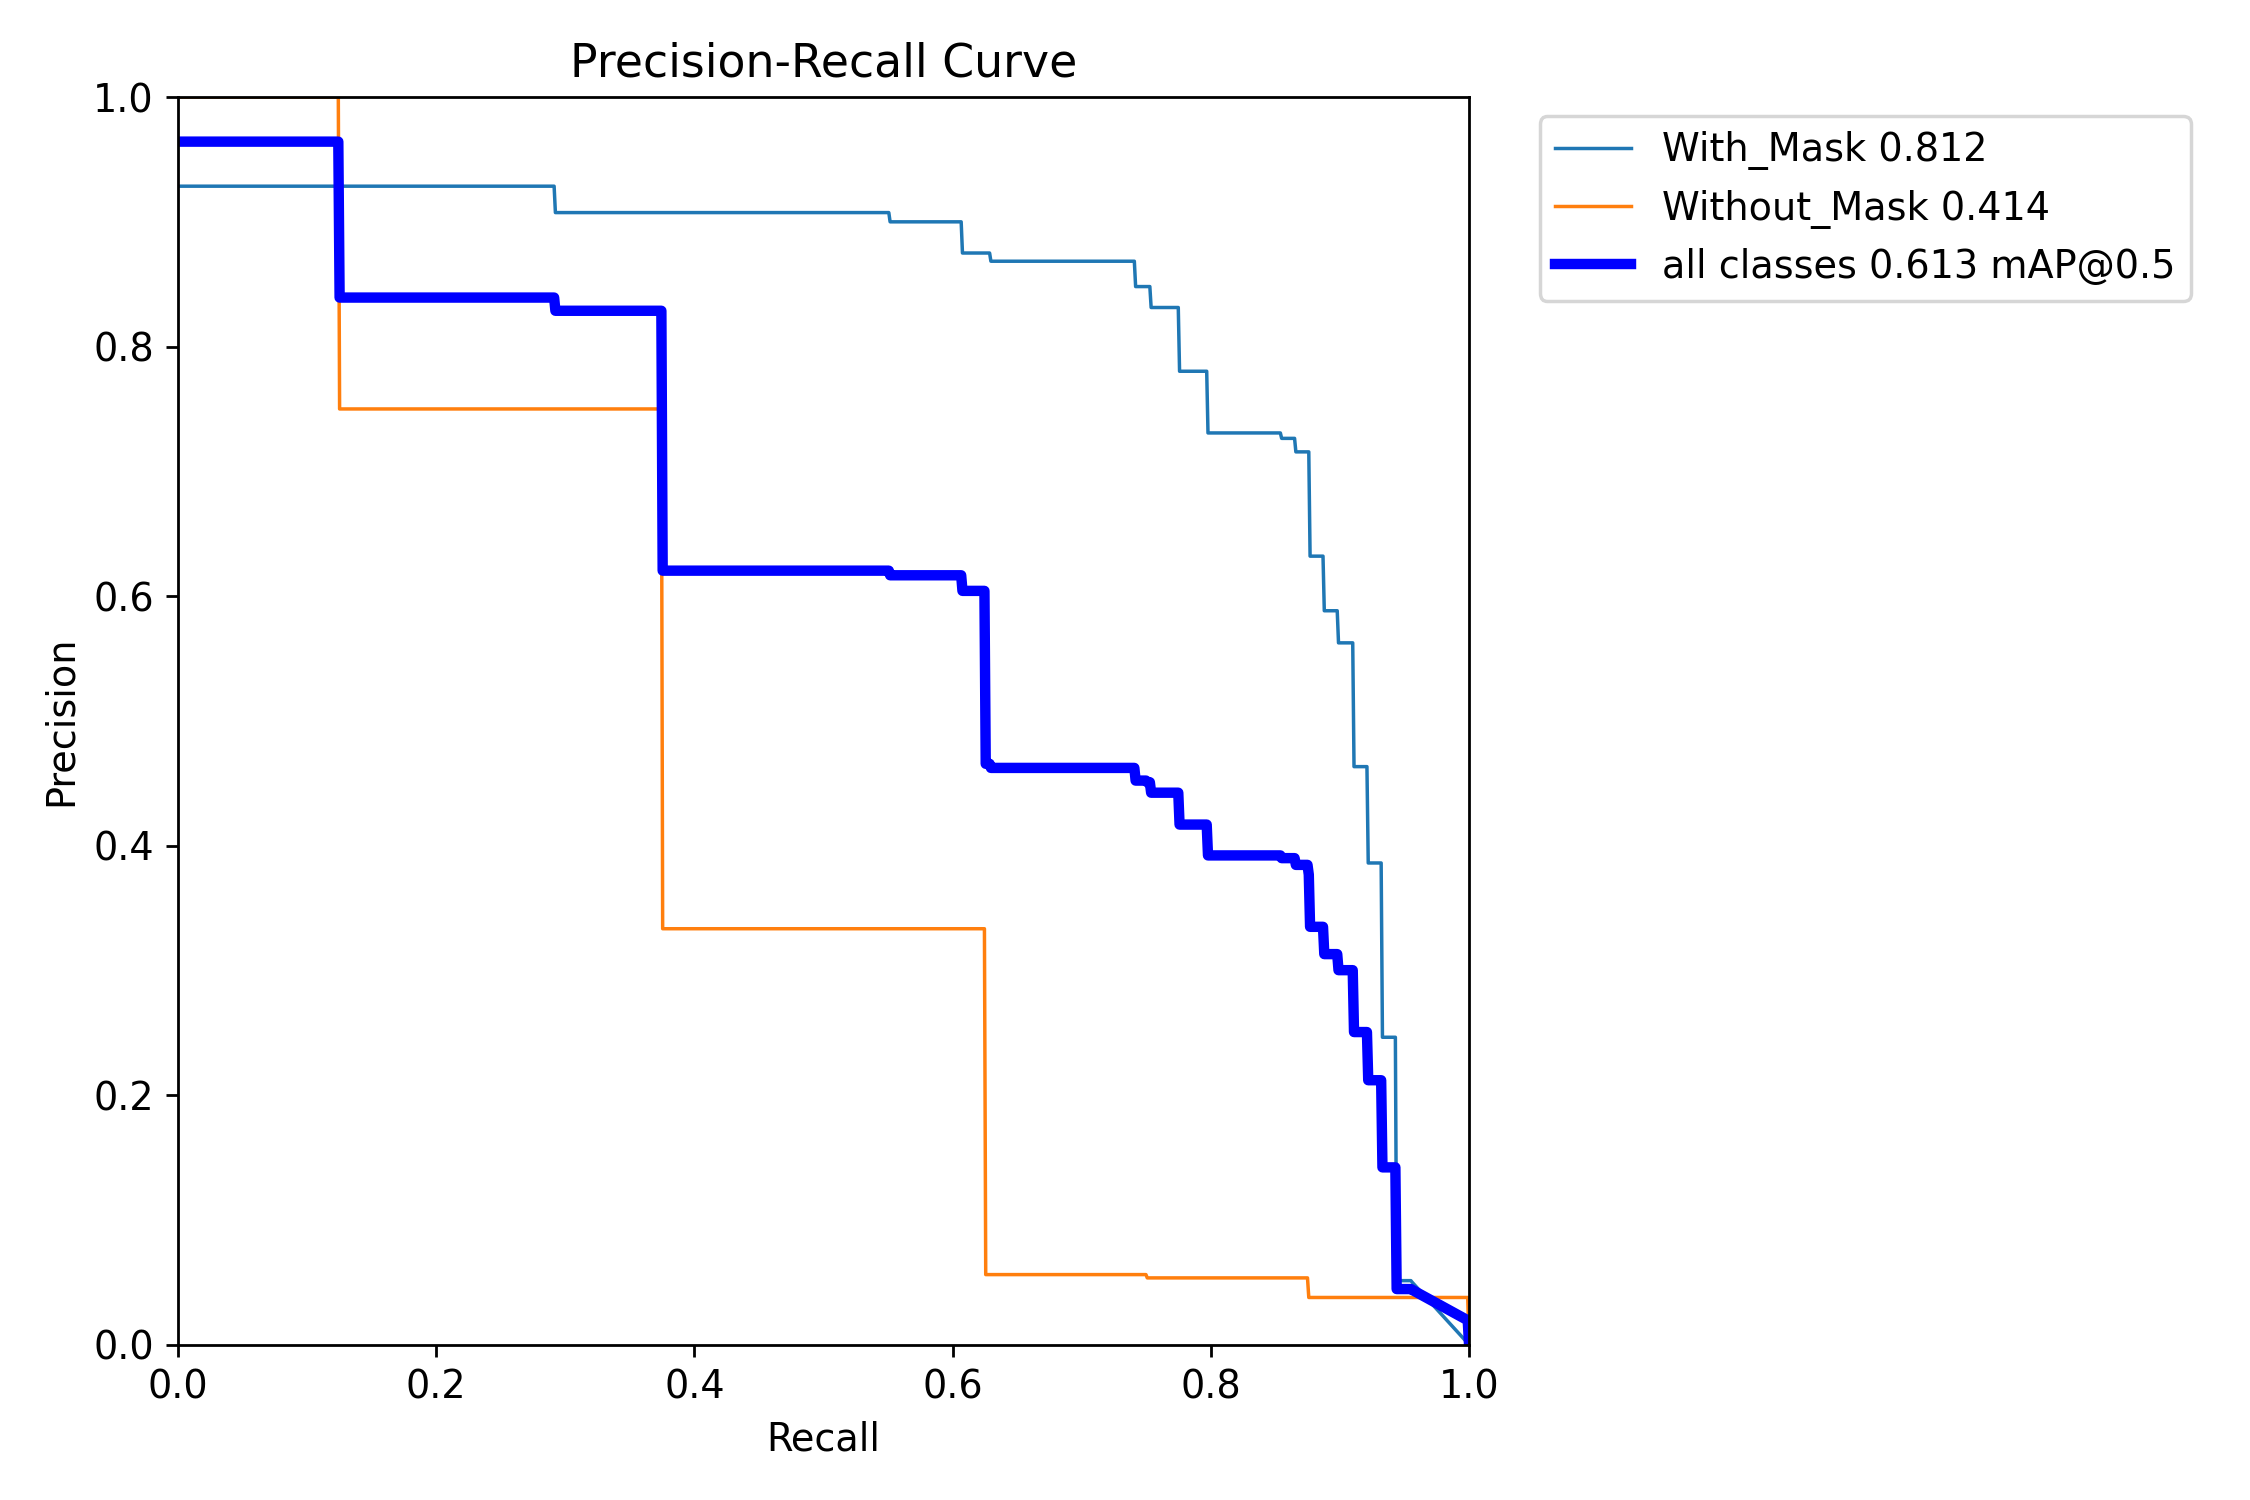 Precision-Recall Curve
1.0
0.8
0.6
0.4
0.2
0.0
Precision
0.0 0.2 0.4 0.6 0.8 1.0
Recall
With_Mask 0.812
Without_Mask 0.414
all classes 0.613 mAP@0.5